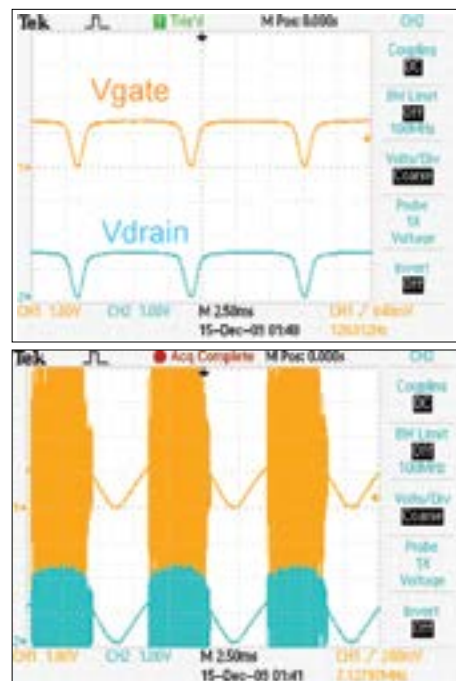 Tek Trig'd M Pos: 0.000s CH2
Coupling
DC
BW Limit
Off
100MHz
Vgate
Volts/Div
Coarse
Probe
1X
Voltage
Vdrain
Invert
Off
CH1 1.00V CH2 1.00V M 2.50ms CH1
15-Dec-05 01:40
Tek Acq Complete M Pos: 0.000s CH2
Coupling
DC
BW Limit
Off
100MHz
Volts/Div
Coarse
Probe
1X
Voltage
Invert
Off
CH1 1.00V CH2 1.00V M 2.50ms CH1
15-Dec-05 01:41